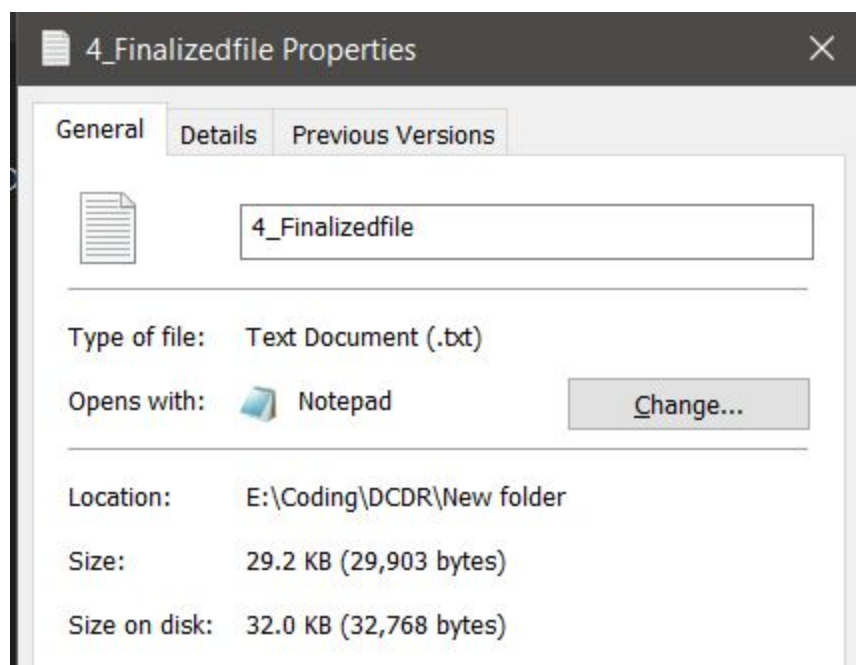 4_Finalizedfile Properties
General Details Previous Versions
4_Finalizedfile
Type of file: Text Document (.txt)
Opens with: Notepad Change...
Location: E:\Coding\DCDR\New folder
Size: 29.2 KB (29,903 bytes)
Size on disk: 32.0 KB (32,768 bytes)